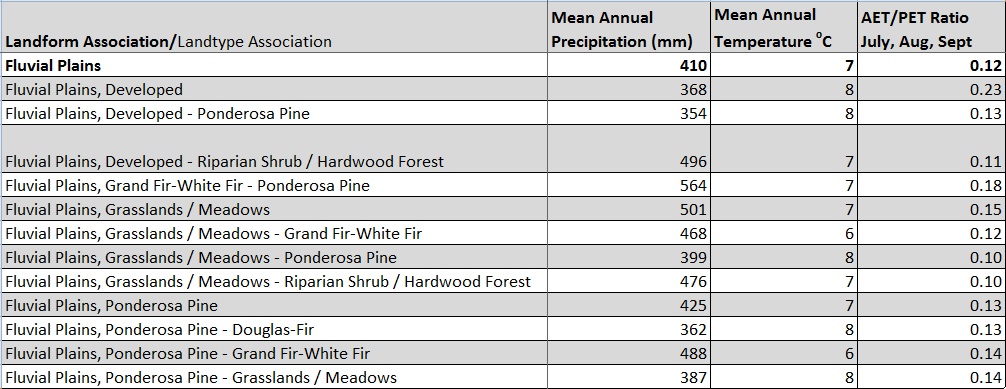 Landform Association/Landtype Association Mean Annual Precipitation (mm) Mean Annual Temperature °C AET/PET Ratio July, Aug, Sept
Fluvial Plains 410 7 0.12
Fluvial Plains, Developed 368 8 0.23
Fluvial Plains, Developed - Ponderosa Pine 354 8 0.13
Fluvial Plains, Developed - Riparian Shrub / Hardwood Forest 496 7 0.11
Fluvial Plains, Grand Fir-White Fir - Ponderosa Pine 564 7 0.18
Fluvial Plains, Grasslands / Meadows 501 7 0.15
Fluvial Plains, Grasslands / Meadows - Grand Fir-White Fir 468 6 0.12
Fluvial Plains, Grasslands / Meadows - Ponderosa Pine 399 8 0.10
Fluvial Plains, Grasslands / Meadows - Riparian Shrub / Hardwood Forest 476 7 0.10
Fluvial Plains, Ponderosa Pine 425 7 0.13
Fluvial Plains, Ponderosa Pine - Douglas-Fir 362 8 0.13
Fluvial Plains, Ponderosa Pine - Grand Fir-White Fir 488 6 0.14
Fluvial Plains, Ponderosa Pine - Grasslands / Meadows 387 8 0.14